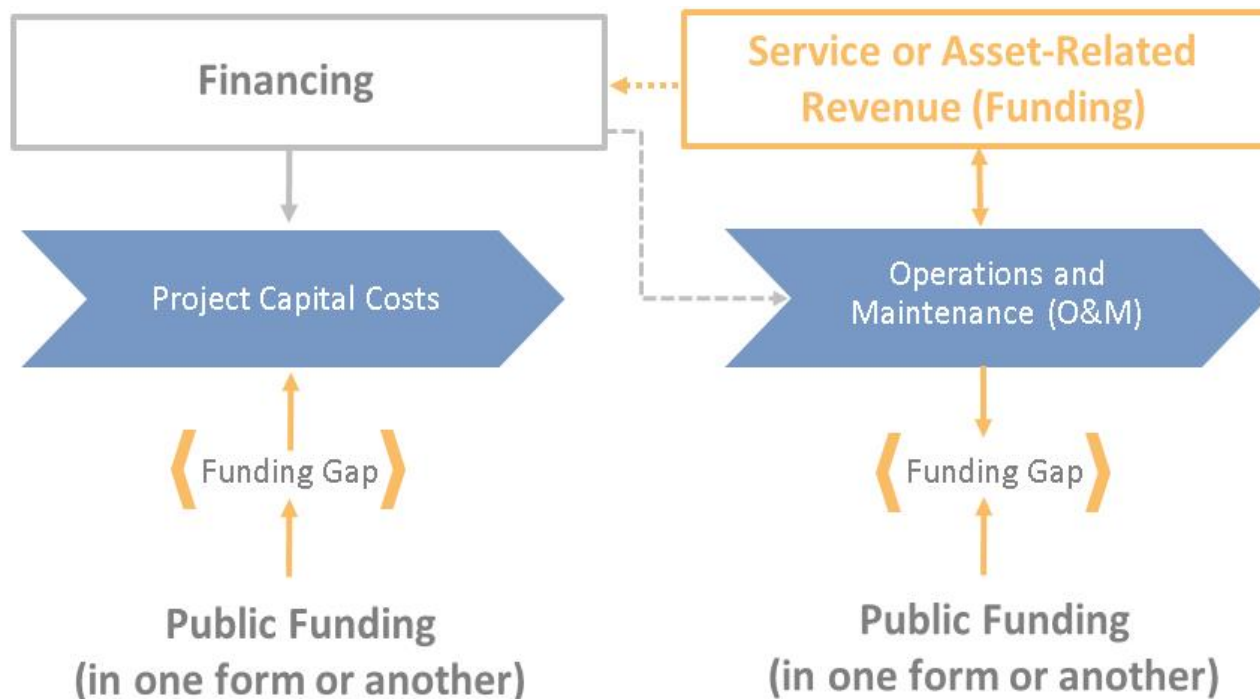 Financing
Service or Asset-Related
Revenue (Funding)
Project Capital Costs
Operations and
Maintenance (O&M)
Funding Gap
Funding Gap
Public Funding
(in one form or another)
Public Funding
(in one form or another)